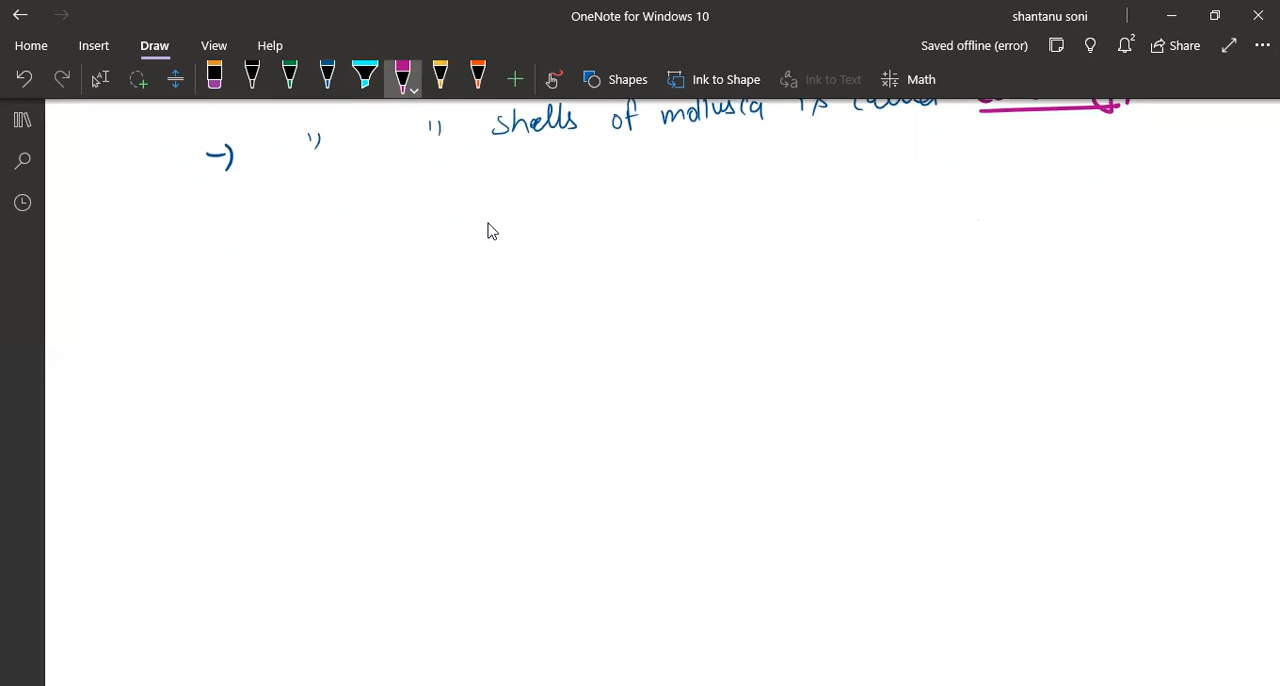 OneNote for Windows 10
shantanu soni
Home Insert Draw View Help
Saved offline (error) Share
Shapes Ink to Shape Ink to Text Math
→ " " shells of mollusca is called